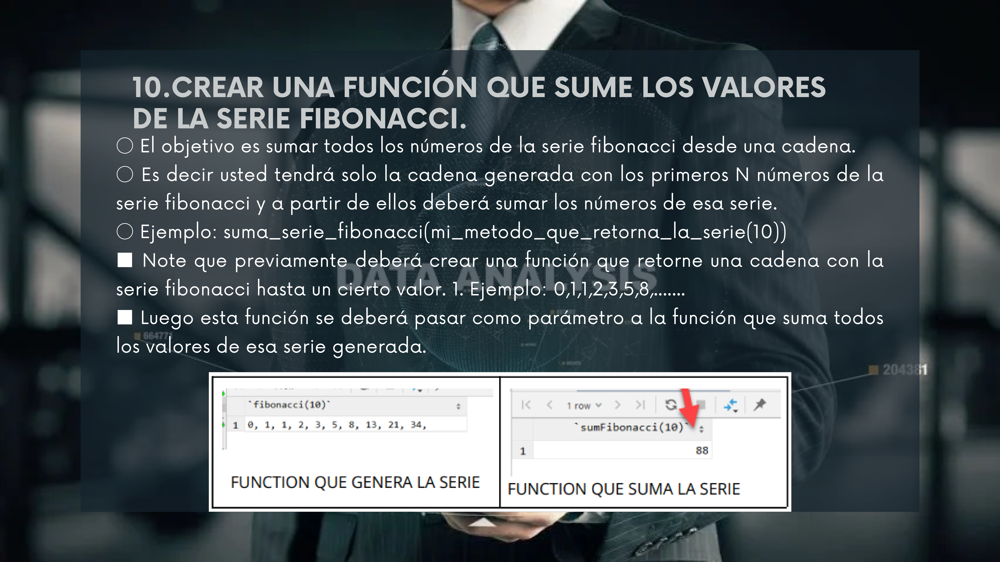 10.CREAR UNA FUNCIÓN QUE SUME LOS VALORES
DE LA SERIE FIBONACCI.
○ El objetivo es sumar todos los números de la serie fibonacci desde una cadena.
○ Es decir usted tendrá solo la cadena generada con los primeros N números de la
serie fibonacci y a partir de ellos deberá sumar los números de esa serie.
○ Ejemplo: suma_serie_fibonacci(mi_metodo_que_retorna_la_serie(10))
■ Note que previamente deberá crear una función que retorne una cadena con la
DATA ANALYSIS
serie fibonacci hasta un cierto valor. 1. Ejemplo: 0,1,1,2,3,5,8,.......
■ Luego esta función se deberá pasar como parámetro a la función que suma todos
664771
los valores de esa serie generada.
204381
`fibonacci(10)`
1 0, 1, 1, 2, 3, 5, 8, 13, 21, 34,
FUNCTION QUE GENERA LA SERIE
1 row
`sumFibonacci(10)`
1 88
FUNCTION QUE SUMA LA SERIE